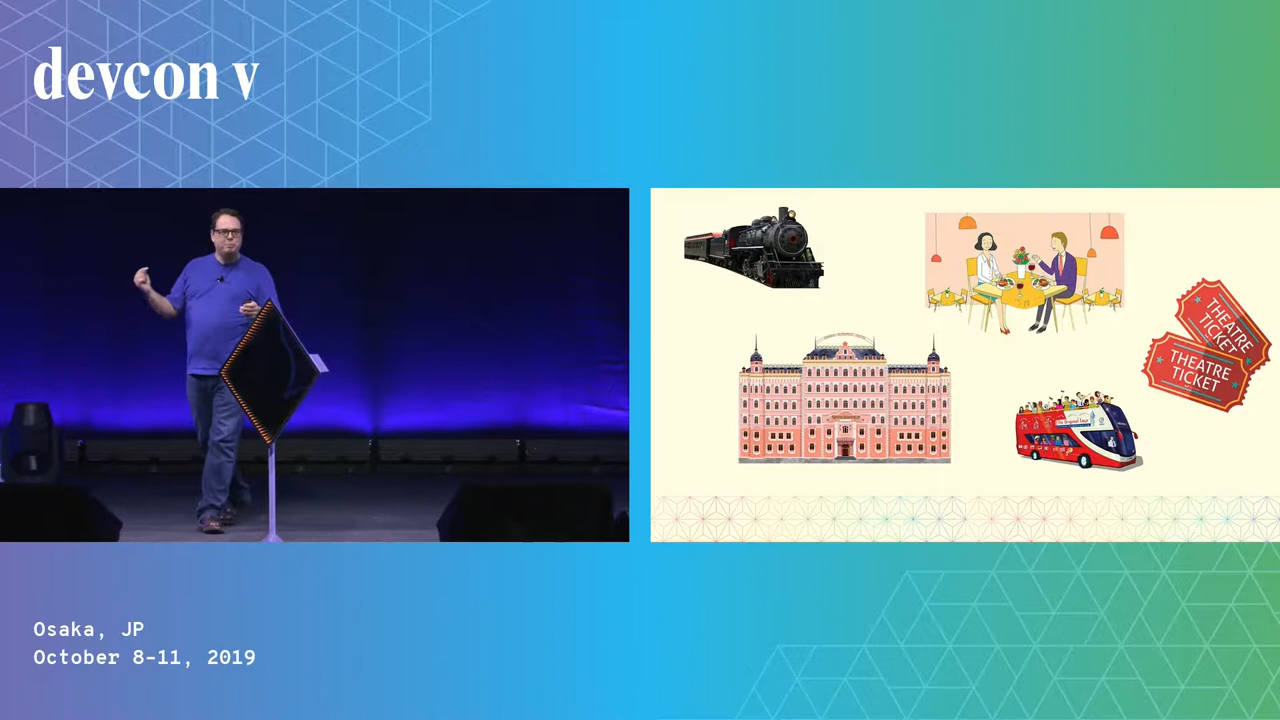 devcon v
THEATRE
TICKET
THEATRE
TICKET
Osaka, JP
October 8-11, 2019